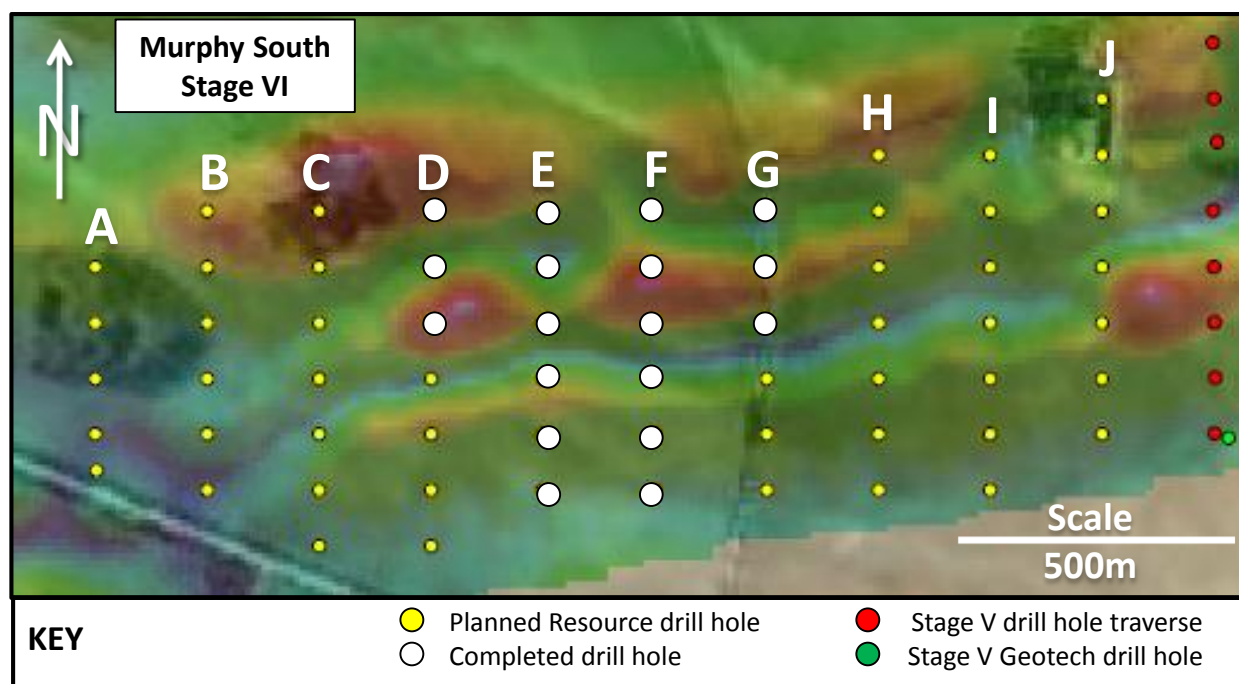 Murphy South
Stage VI
N
A
B
C
D
E
F
G
H
I
J
Scale
500m
KEY
Planned Resource drill hole
Completed drill hole
Stage V drill hole traverse
Stage V Geotech drill hole